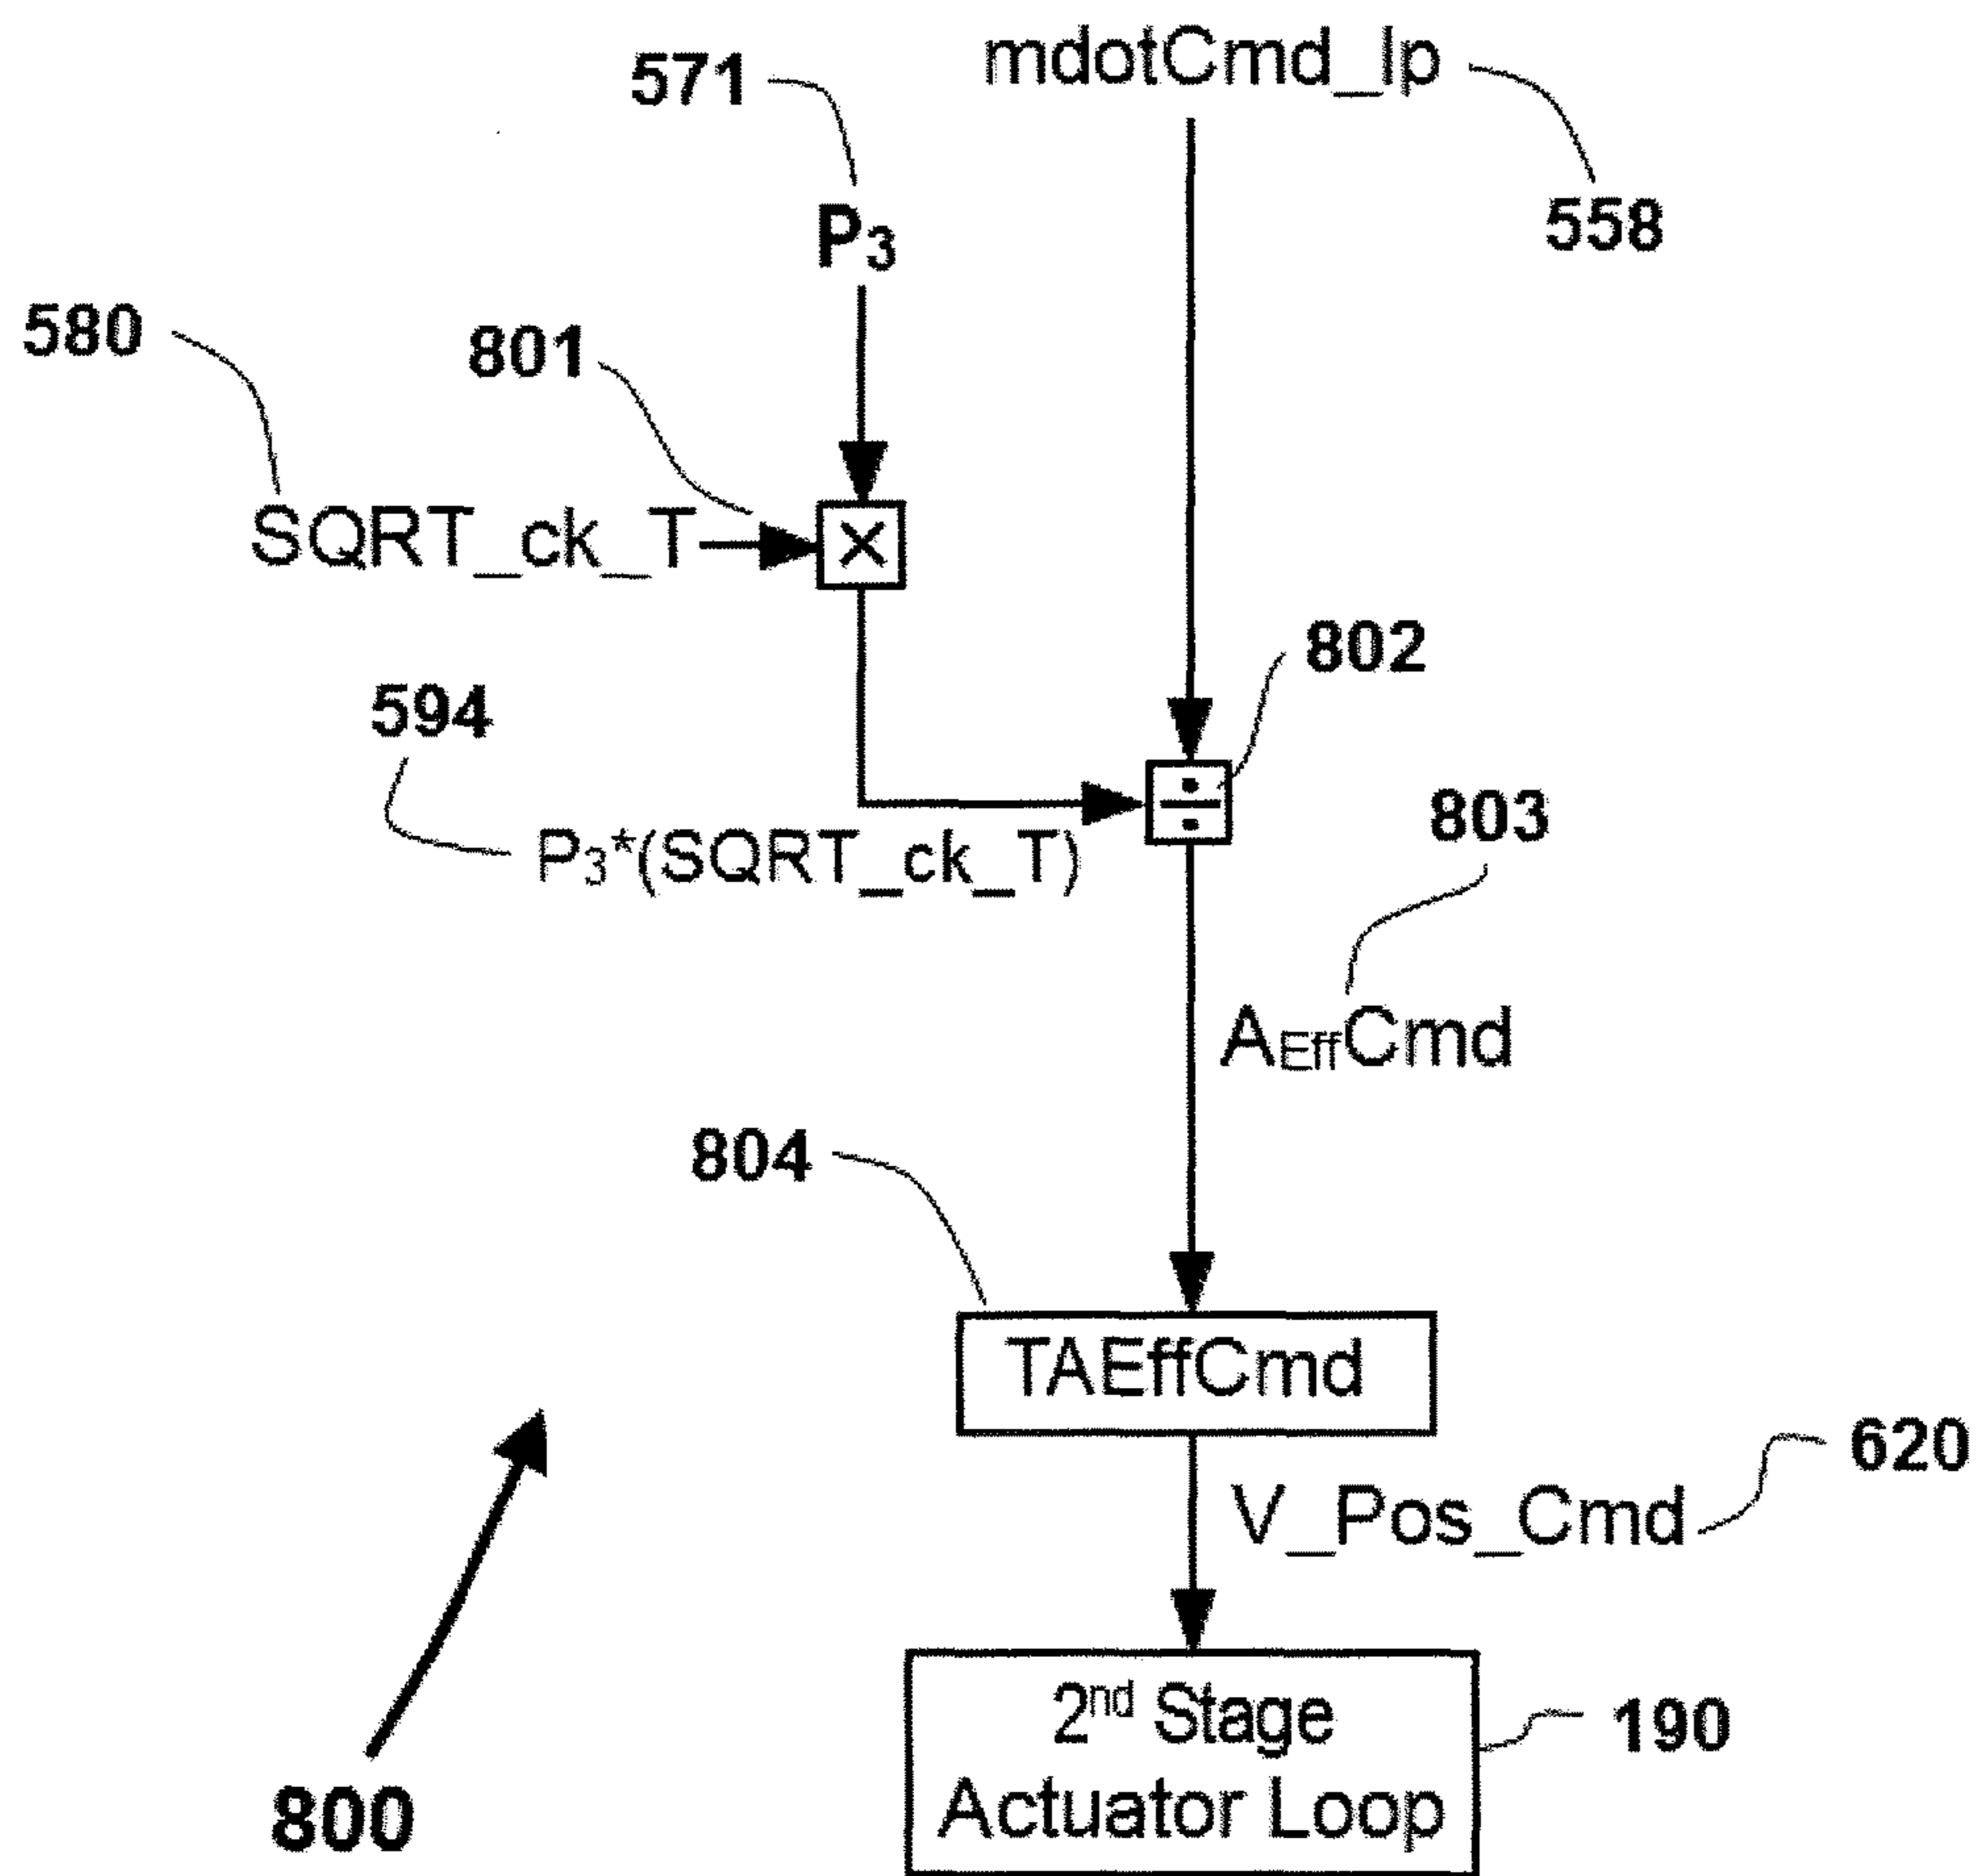 mdotCmd_lp
571
558
P3
580
801
SQRT_ck_T
×
802
594
÷
803
P3*(SQRT_ck_T)
AEffCmd
804
TAEffCmd
620
V_Pos_Cmd
2nd Stage
Actuator Loop
190
800